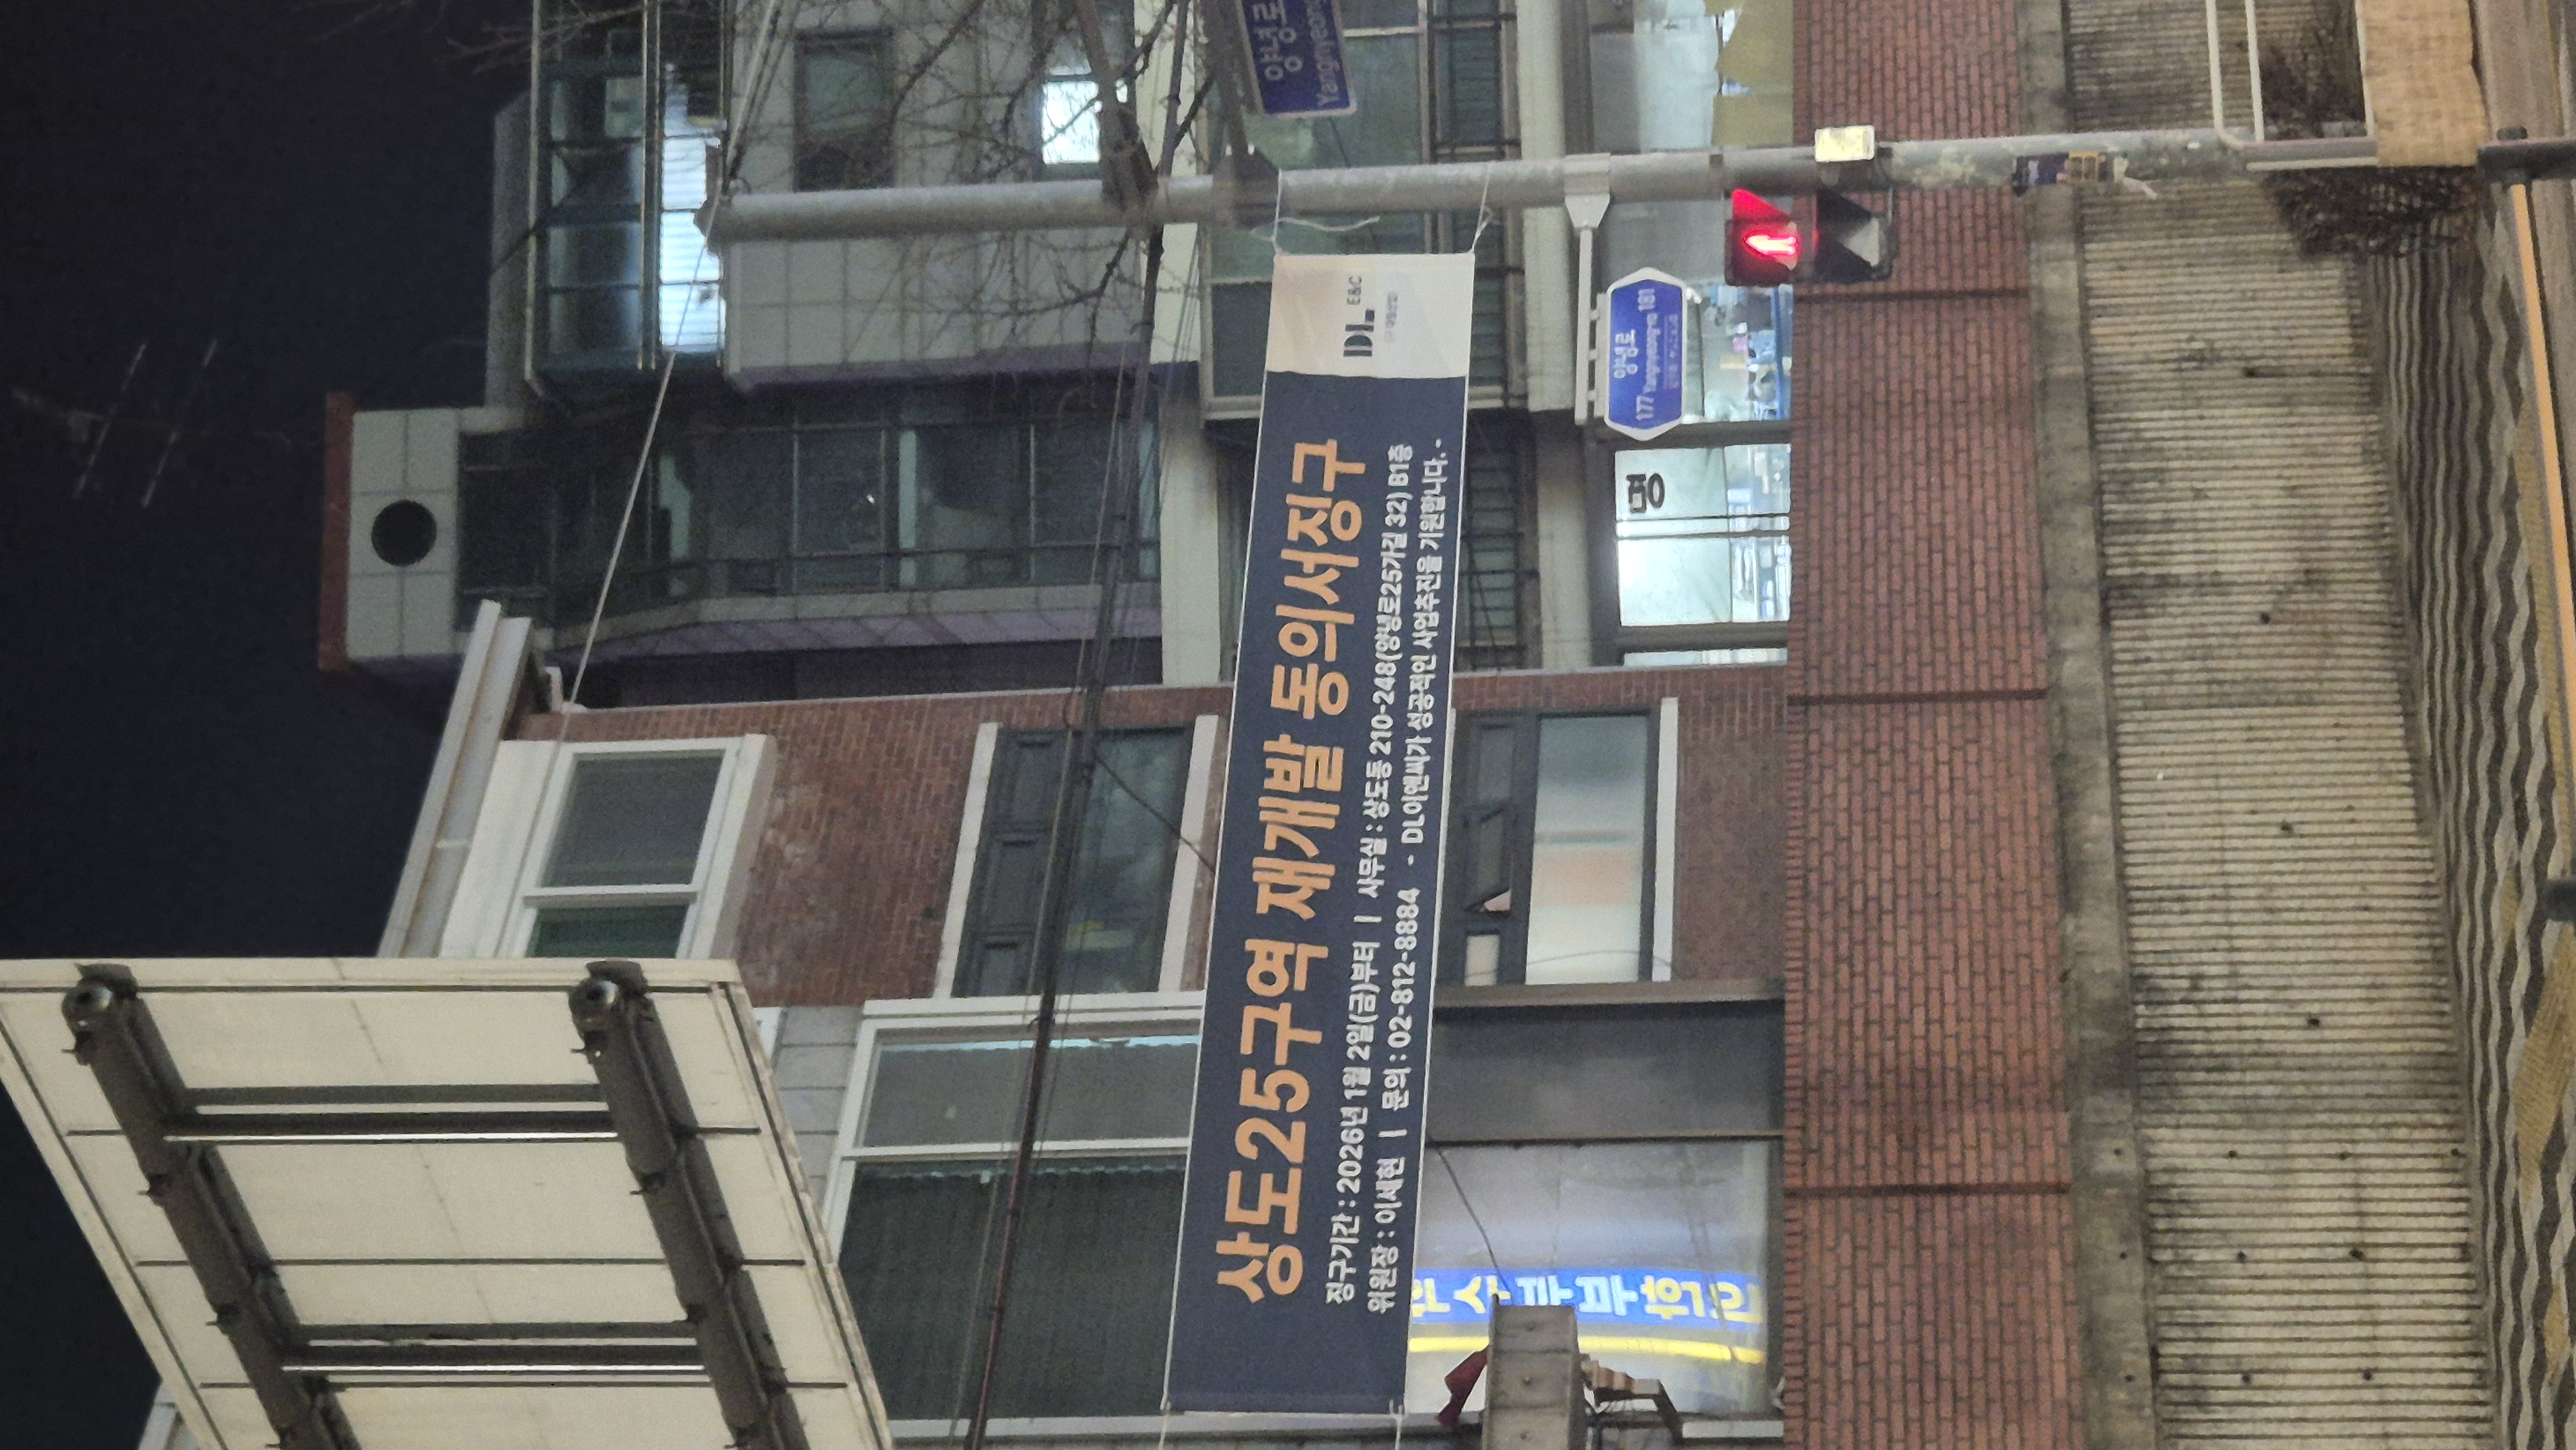 상도25구역 재개발 동의서징구
징구기간 : 2026년 1월 2일(금)부터 | 사무실 : 상도동 210-248(양녕로25가길 32) B1층
위원장 : 이세현 | 문의 : 02-812-8884 - DL이앤씨가 성공적인 사업추진을 기원합니다. -
DL E&C
양녕로
Yangnyeong
양녕로
177 Yangnyeong-ro 181